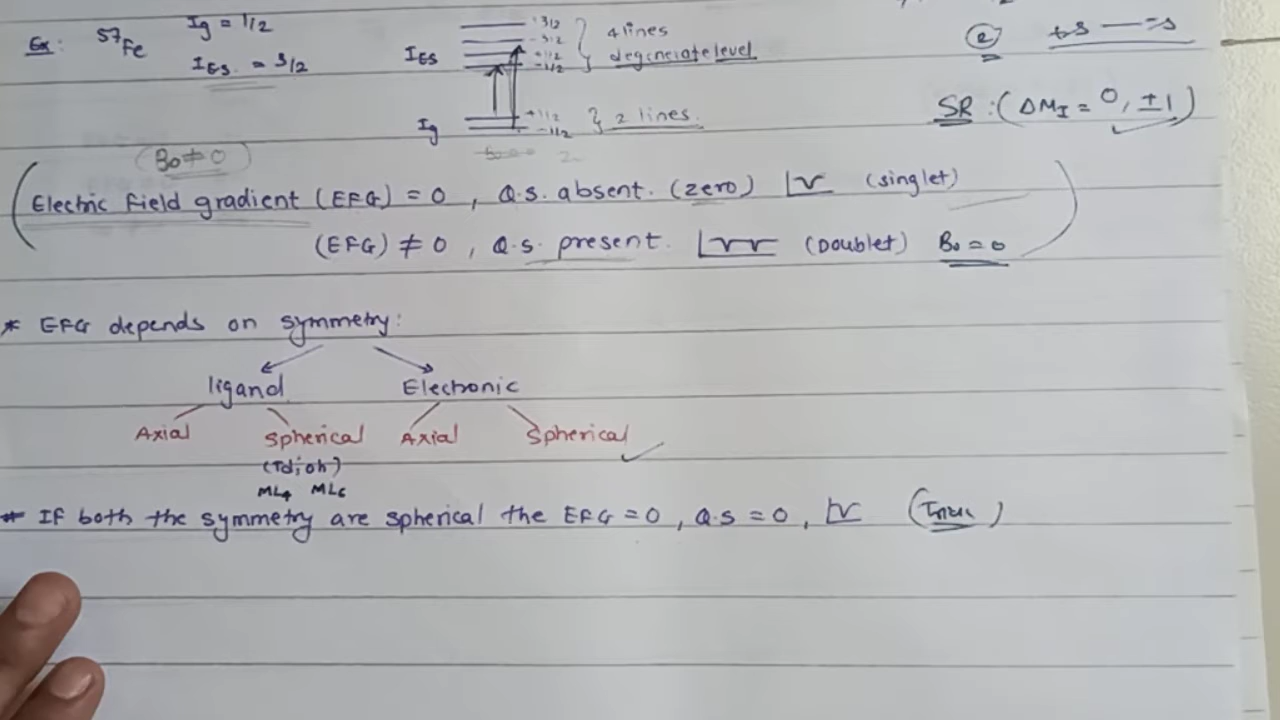 Ex: 57Fe Ig = 1/2
IES. = 3/2
IES +3/2 -3/2 +1/2 -1/2 } 4 lines degenerate level
Ig +1/2 -1/2 } 2 lines.
②
SR : (ΔMI = 0, ±1)
(B0 ≠ 0)
(Electric field gradient (EFG) = 0, Q.S. absent. (zero) (singlet)
(EFG) ≠ 0, Q.S. present. (Doublet) B0 = 0 )
* EFG depends on symmetry:
ligand Electronic
Axial Spherical Axial Spherical
(Td, Oh)
ML4 ML6
* If both the symmetry are spherical the EFG = 0, Q.S = 0,